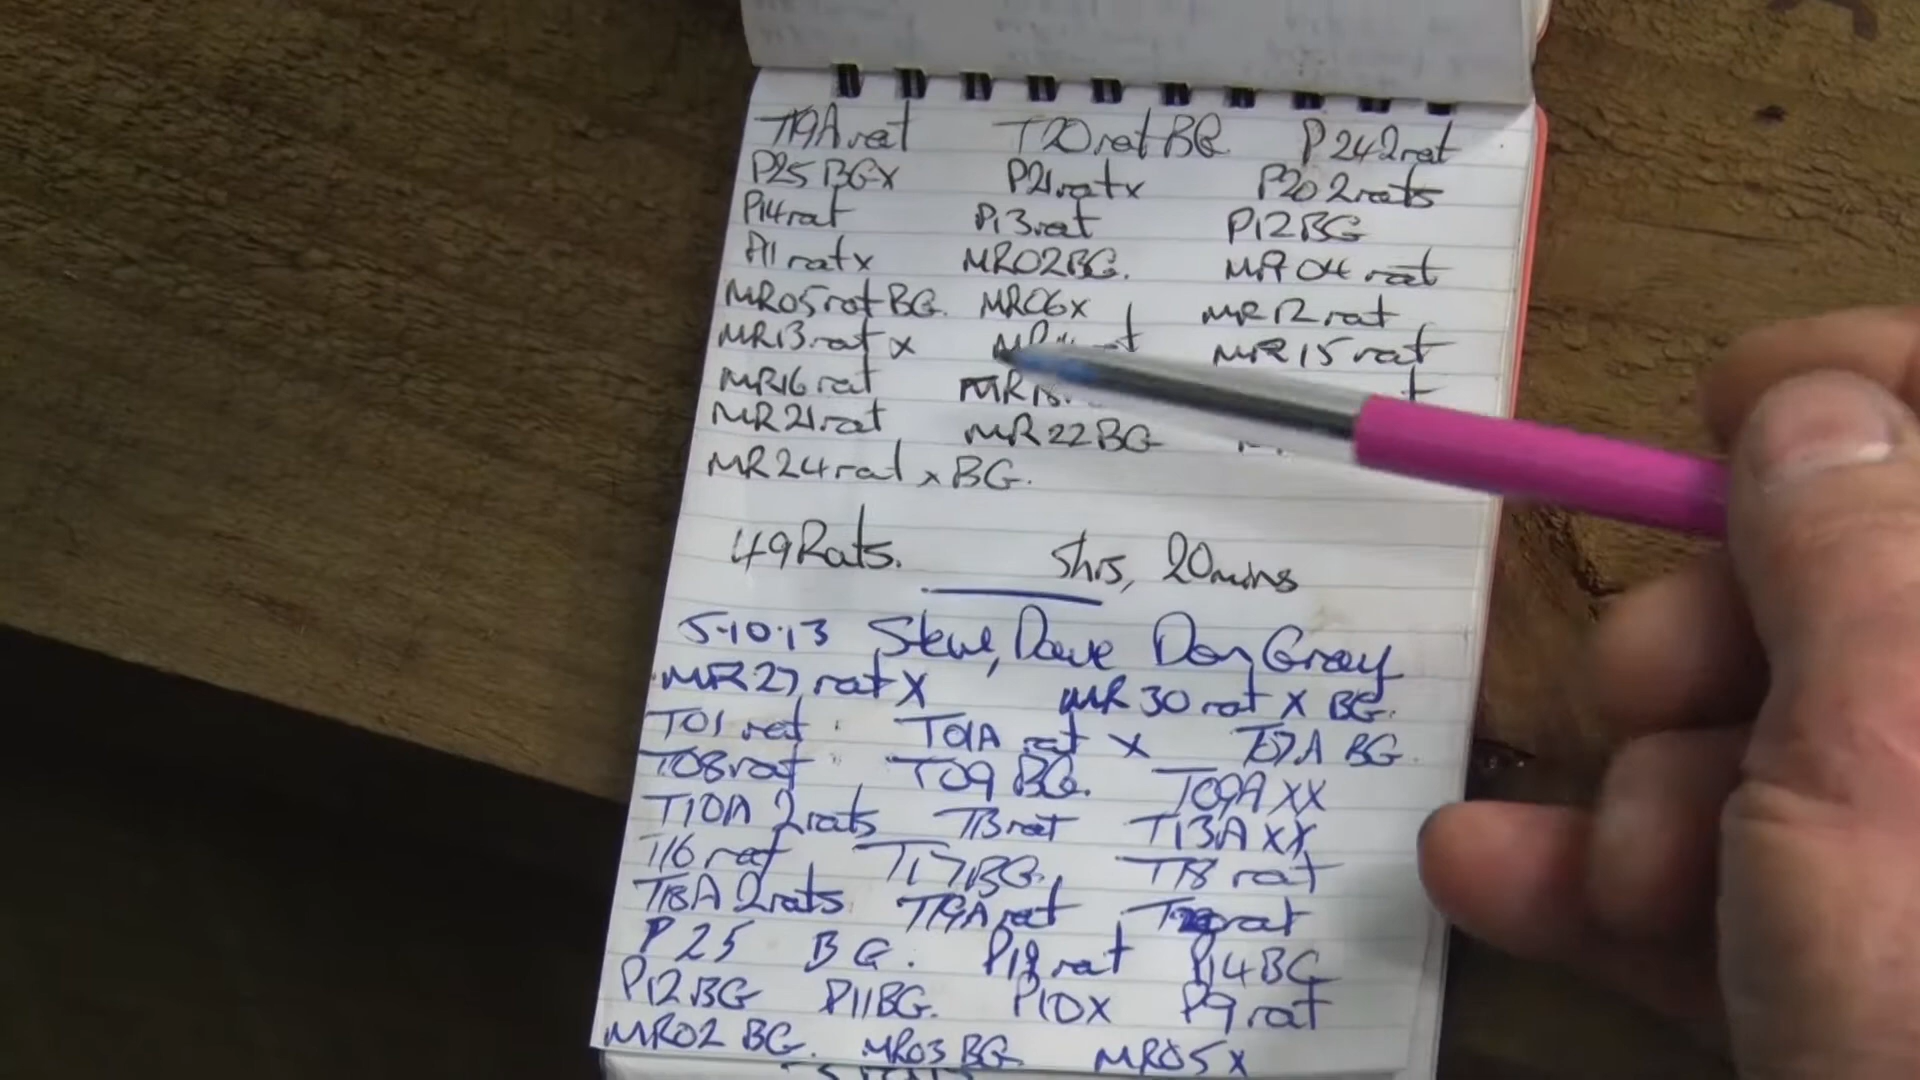 T19A rat T20 rat BG. P24 2rat
P25 BGx P21 rat x P20 2rats
P14 rat P13 rat P12 BG
P11 rat x MR02 BG. MR04 rat
MR05 rat BG. MR06 x MR12 rat
MR13 rat x MR15 rat
MR16 rat
MR21 rat MR22 BG
MR24 rat x BG.
49 Rats. 5hrs, 20mins
5.10.13 Steve, Dave Don Gray
MR27 rat X MR30 rat X BG.
T01 rat T01A rat X T07A BG.
T08 rat T09 BG. T09A XX
T10A 2rats T13 rat T13A XX
T16 rat T17 BG. T18 rat
T18A 2rats T19A rat T20 rat
P25 BG. rat P14 BG
P12 BG P11 BG. P10 X P9 rat
MR02 BG. MR03 BG. MR05 X